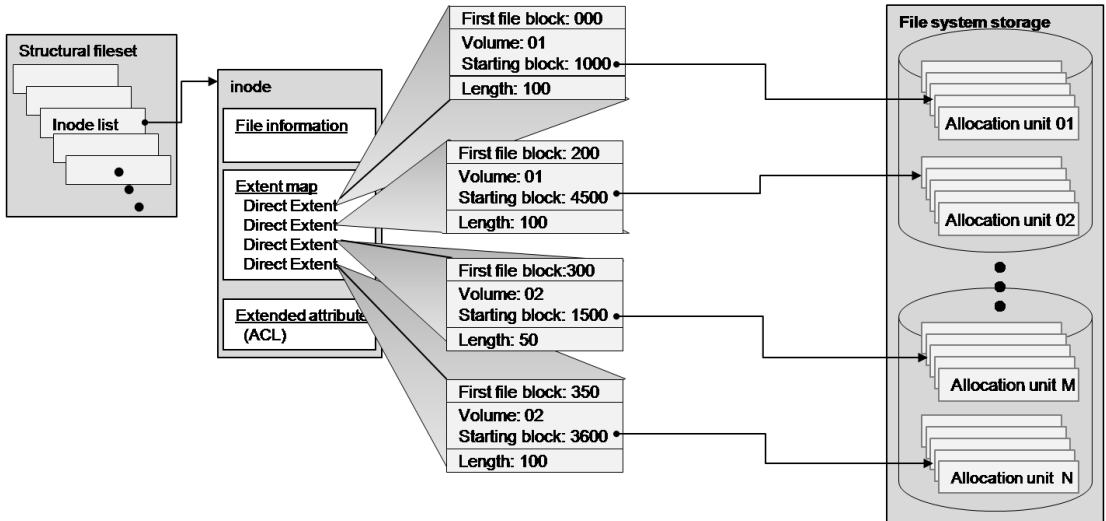 Structural fileset
Inode list
inode
File information
Extent map
Direct Extent
Direct Extent
Direct Extent
Direct Extent
Extended attribute
(ACL)
First file block: 000
Volume: 01
Starting block: 1000
Length: 100
First file block: 200
Volume: 01
Starting block: 4500
Length: 100
First file block:300
Volume: 02
Starting block: 1500
Length: 50
First file block: 350
Volume: 02
Starting block: 3600
Length: 100
File system storage
Allocation unit 01
Allocation unit 02
Allocation unit M
Allocation unit N